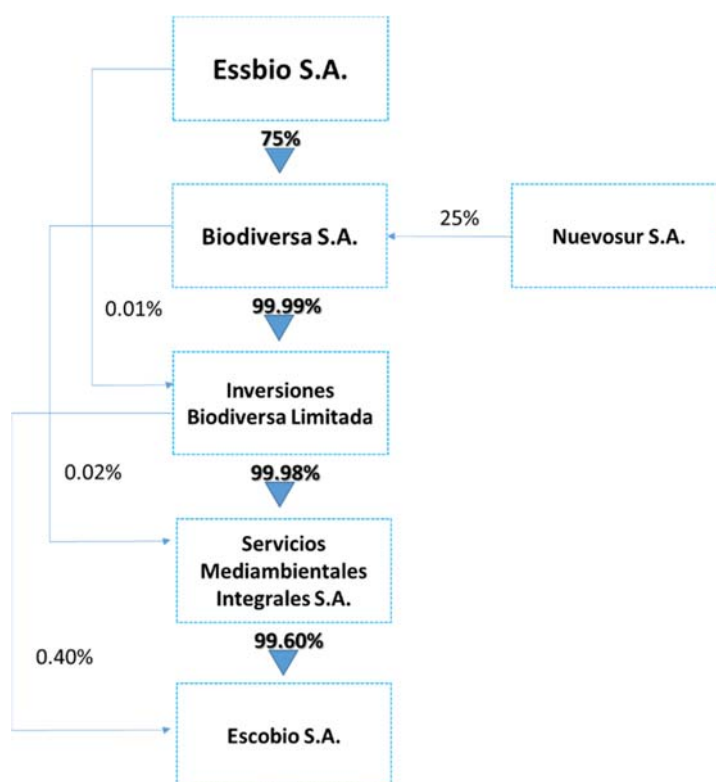 Essbio S.A.
75%
Biodiversa S.A.
25%
Nuevosur S.A.
0.01%
99.99%
Inversiones
Biodiversa Limitada
0.02%
99.98%
Servicios
Mediambientales
Integrales S.A.
0.40%
99.60%
Escobio S.A.